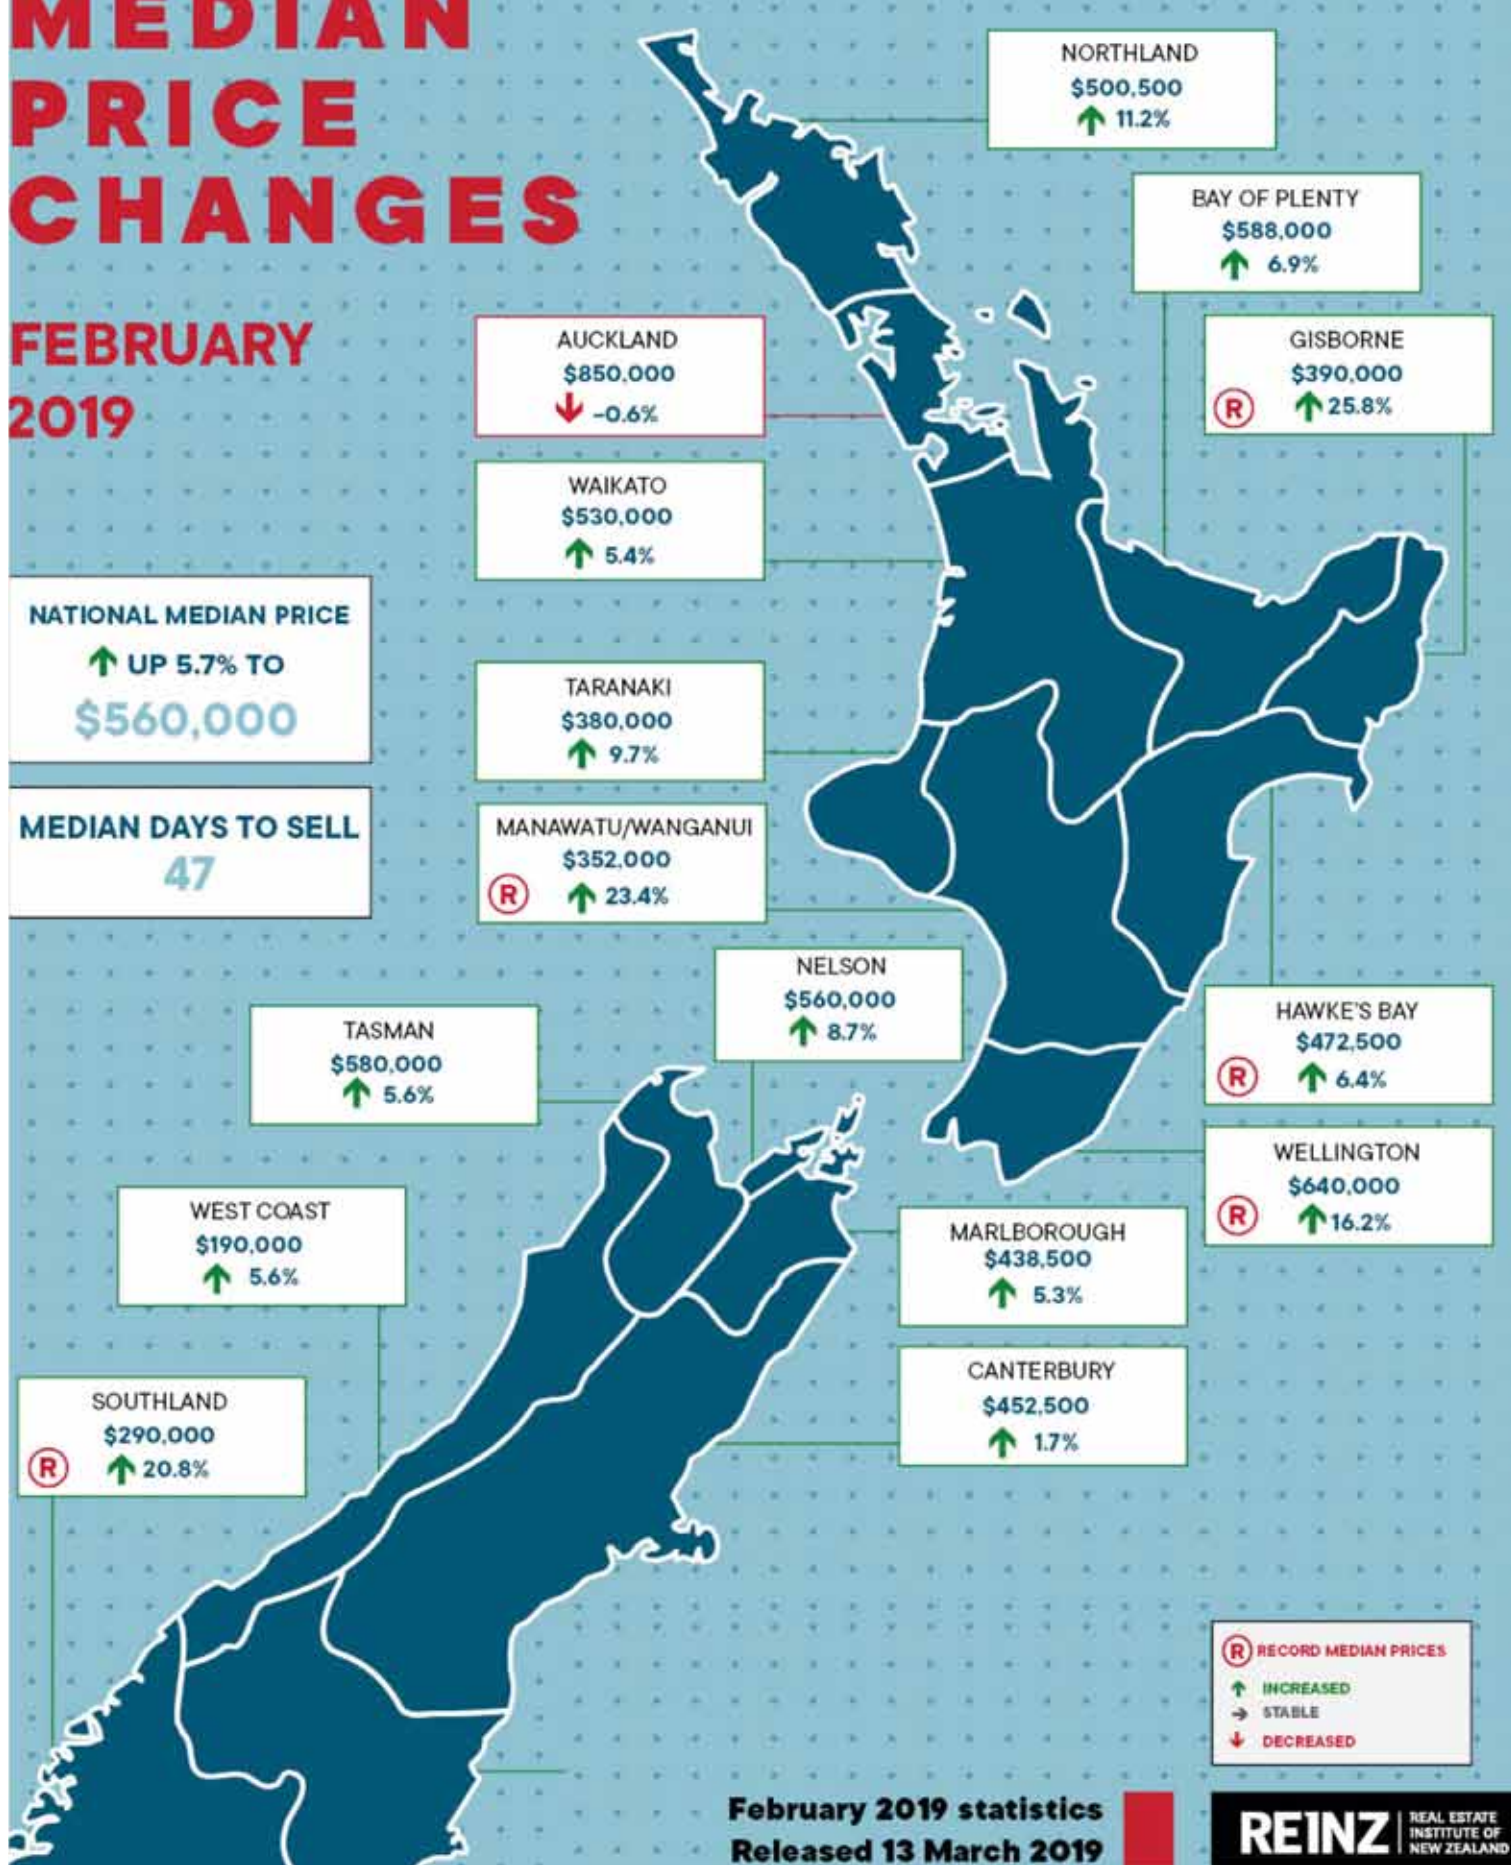 MEDIAN
PRICE
CHANGES
FEBRUARY
2019
NATIONAL MEDIAN PRICE
UP 5.7% TO
$560,000
MEDIAN DAYS TO SELL
47
NORTHLAND
$500,500
11.2%
BAY OF PLENTY
$588,000
6.9%
GISBORNE
$390,000
R 25.8%
AUCKLAND
$850,000
-0.6%
WAIKATO
$530,000
5.4%
TARANAKI
$380,000
9.7%
MANAWATU/WANGANUI
$352,000
R 23.4%
NELSON
$560,000
8.7%
TASMAN
$580,000
5.6%
HAWKE'S BAY
$472,500
R 6.4%
WELLINGTON
$640,000
R 16.2%
WEST COAST
$190,000
5.6%
MARLBOROUGH
$438,500
5.3%
CANTERBURY
$452,500
1.7%
SOUTHLAND
$290,000
R 20.8%
R RECORD MEDIAN PRICES
INCREASED
STABLE
DECREASED
February 2019 statistics
Released 13 March 2019
REINZ
REAL ESTATE
INSTITUTE OF
NEW ZEALAND